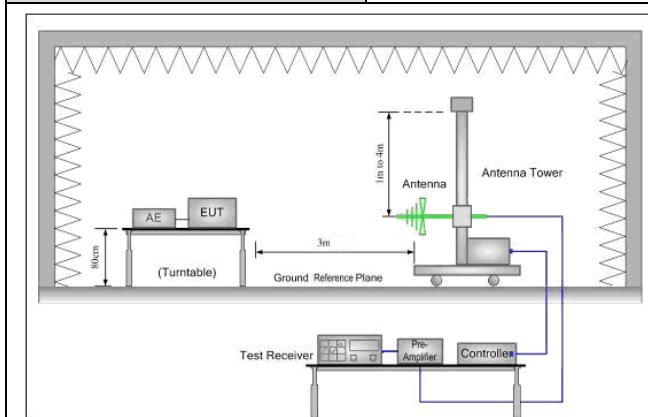 1m to 4m
Antenna
Antenna Tower
AE
EUT
80cm
(Turntable)
3m
Ground Reference Plane
Test Receiver
Pre-
Amplifier
Controller